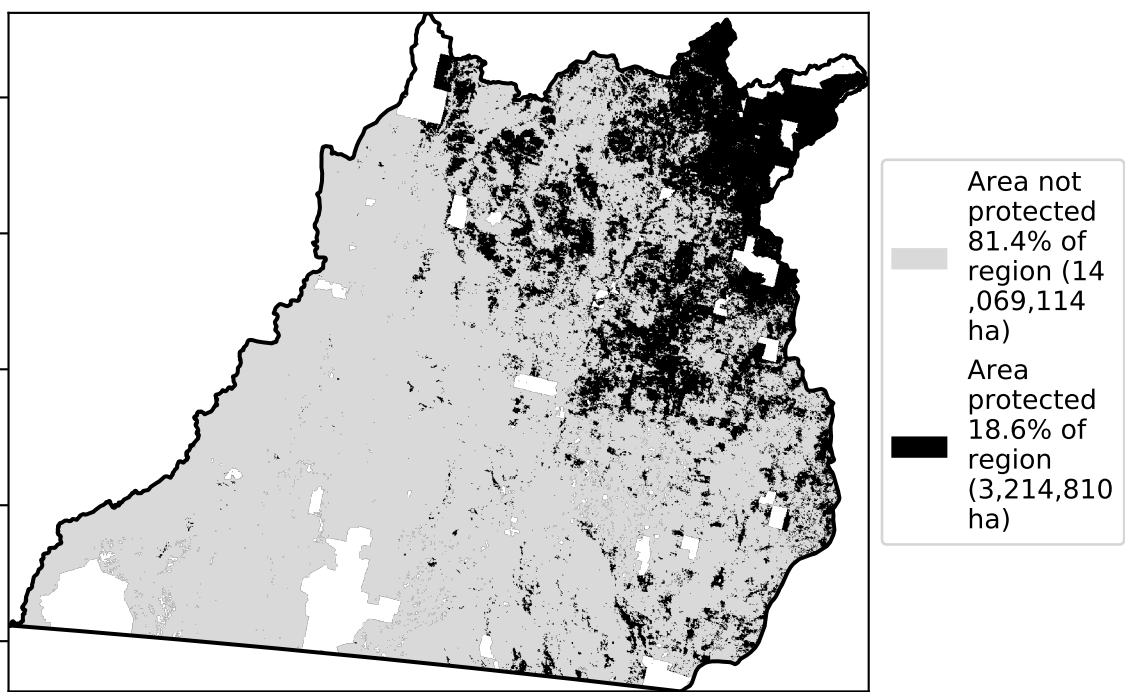 Area not
protected
81.4% of
region (14
,069,114
ha)
Area
protected
18.6% of
region
(3,214,810
ha)